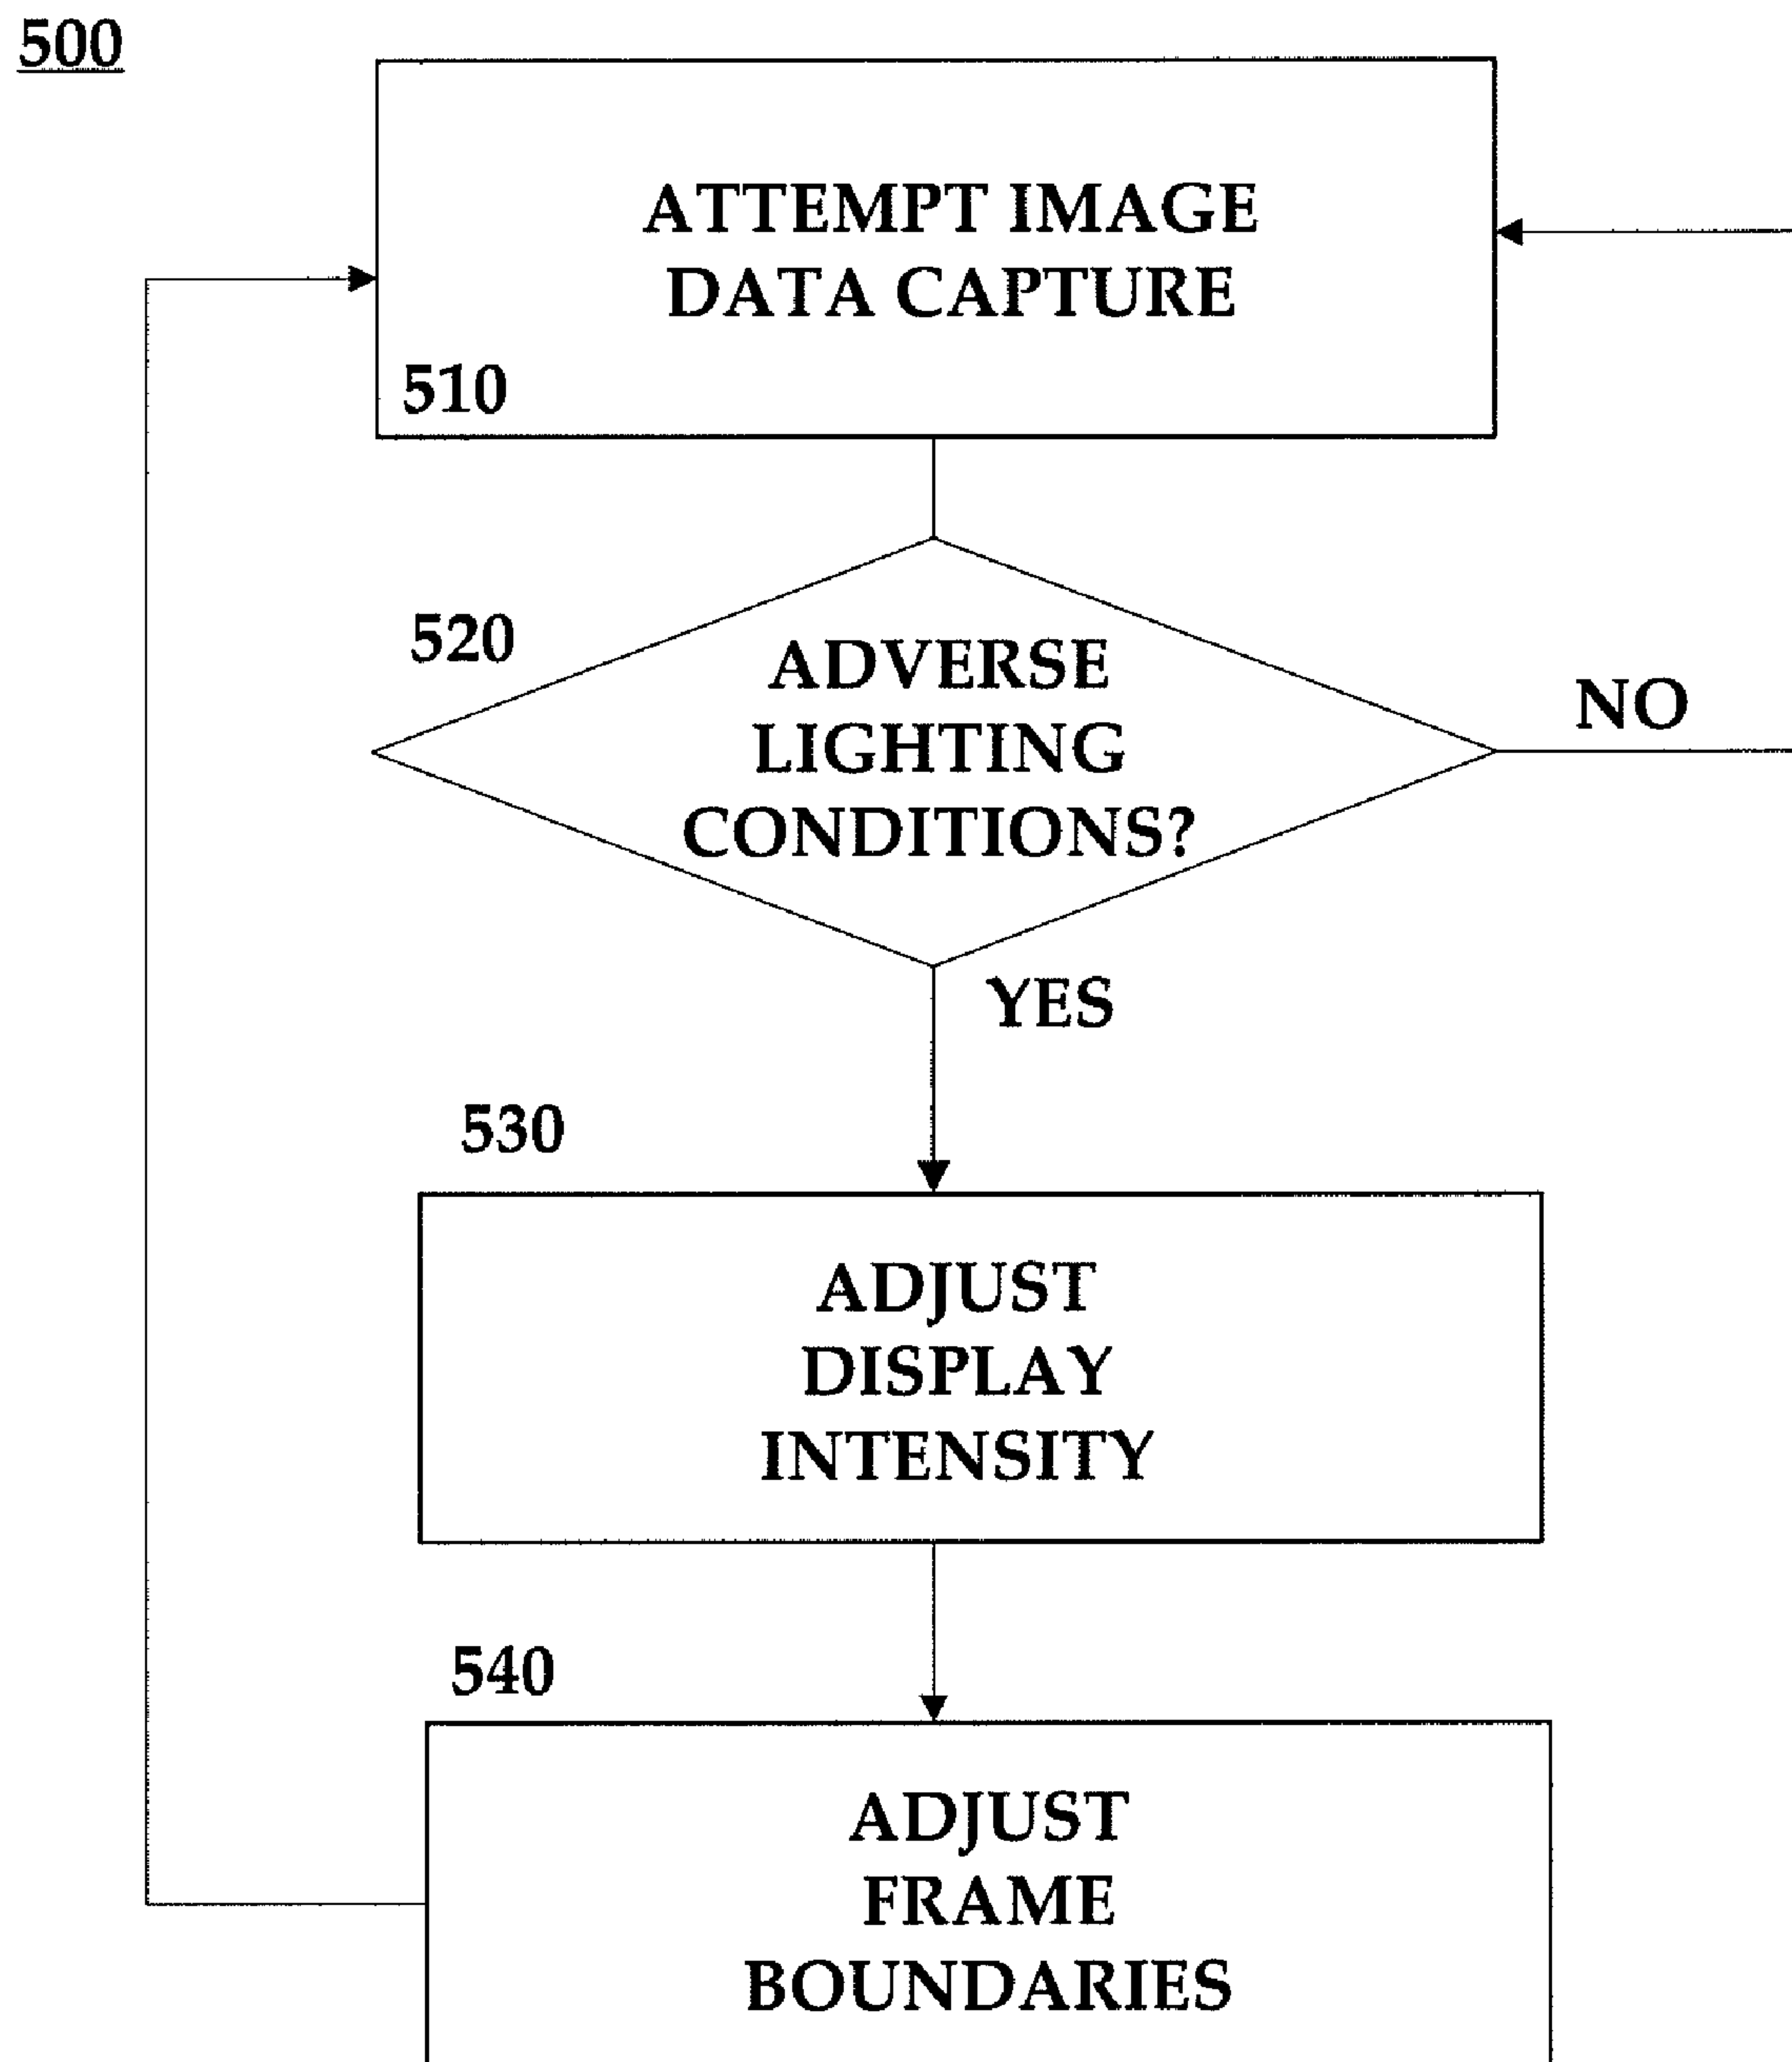 500
ATTEMPT IMAGE
DATA CAPTURE
510
520
ADVERSE
LIGHTING
CONDITIONS?
NO
YES
530
ADJUST
DISPLAY
INTENSITY
540
ADJUST
FRAME
BOUNDARIES